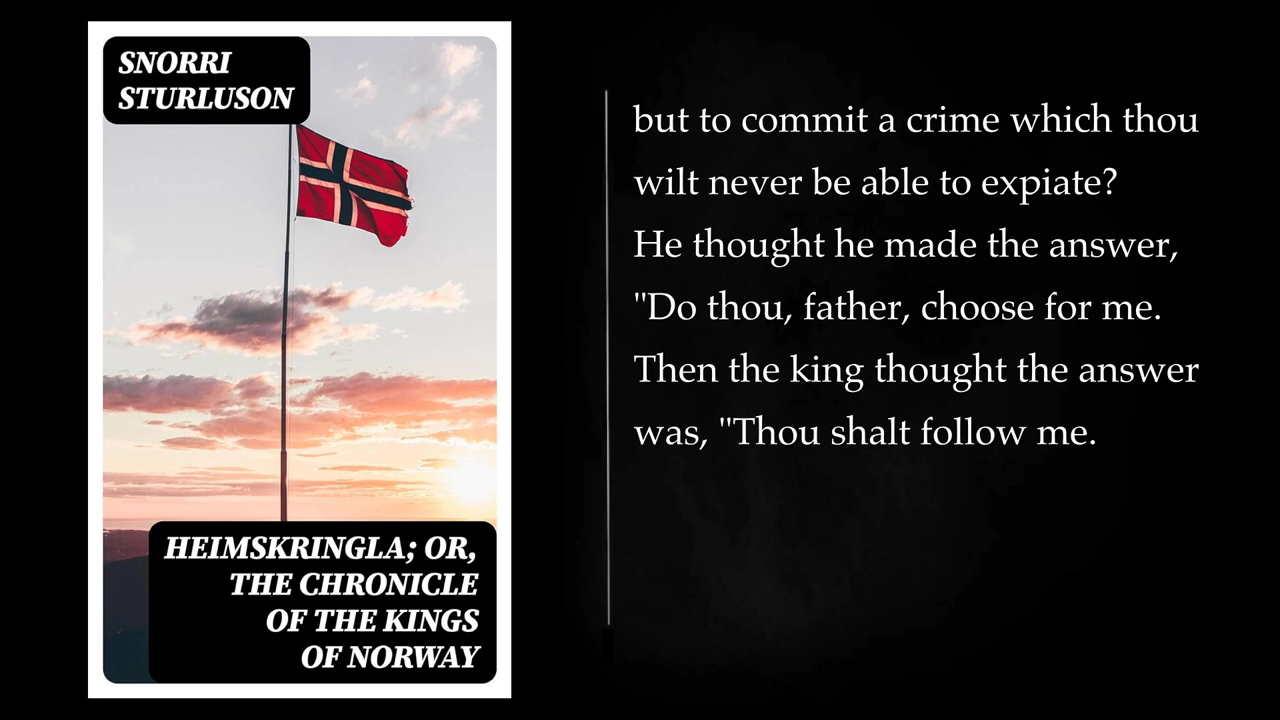 SNORRI
STURLUSON
HEIMSKRINGLA; OR,
THE CHRONICLE
OF THE KINGS
OF NORWAY
but to commit a crime which thou
wilt never be able to expiate?
He thought he made the answer,
"Do thou, father, choose for me.
Then the king thought the answer
was, "Thou shalt follow me.